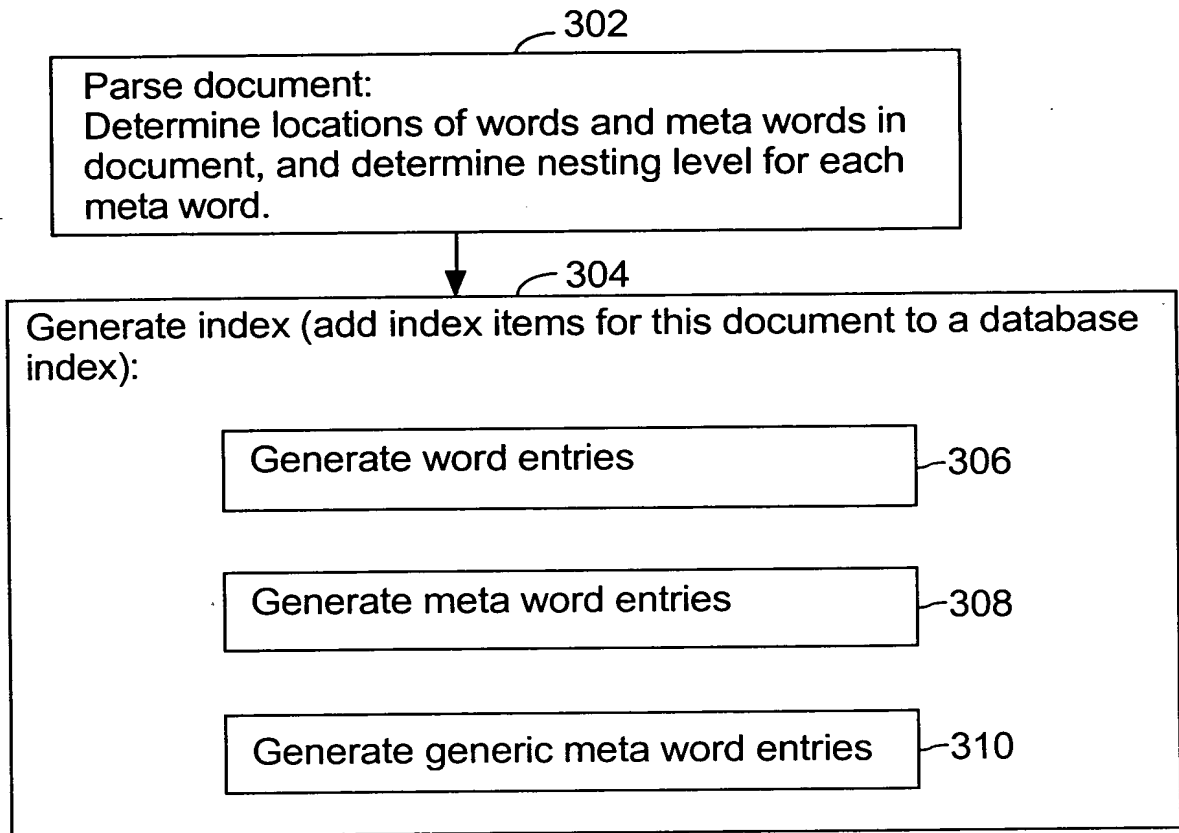 302
Parse document:
Determine locations of words and meta words in
document, and determine nesting level for each
meta word.
304
Generate index (add index items for this document to a database
index):
Generate word entries
306
Generate meta word entries
308
Generate generic meta word entries
310